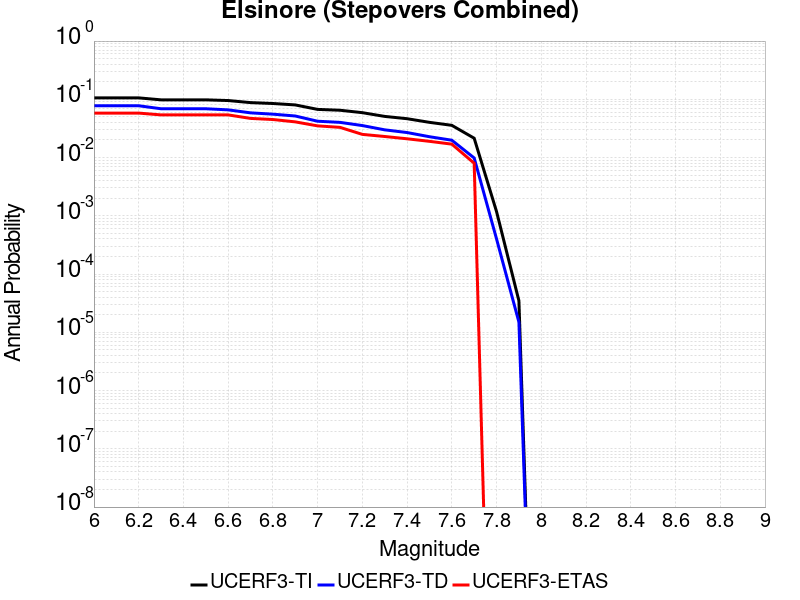 Elsinore (Stepovers Combined)
Annual Probability
10^0
10^-1
10^-2
10^-3
10^-4
10^-5
10^-6
10^-7
10^-8
6 6.2 6.4 6.6 6.8 7 7.2 7.4 7.6 7.8 8 8.2 8.4 8.6 8.8 9
Magnitude
UCERF3-TI UCERF3-TD UCERF3-ETAS